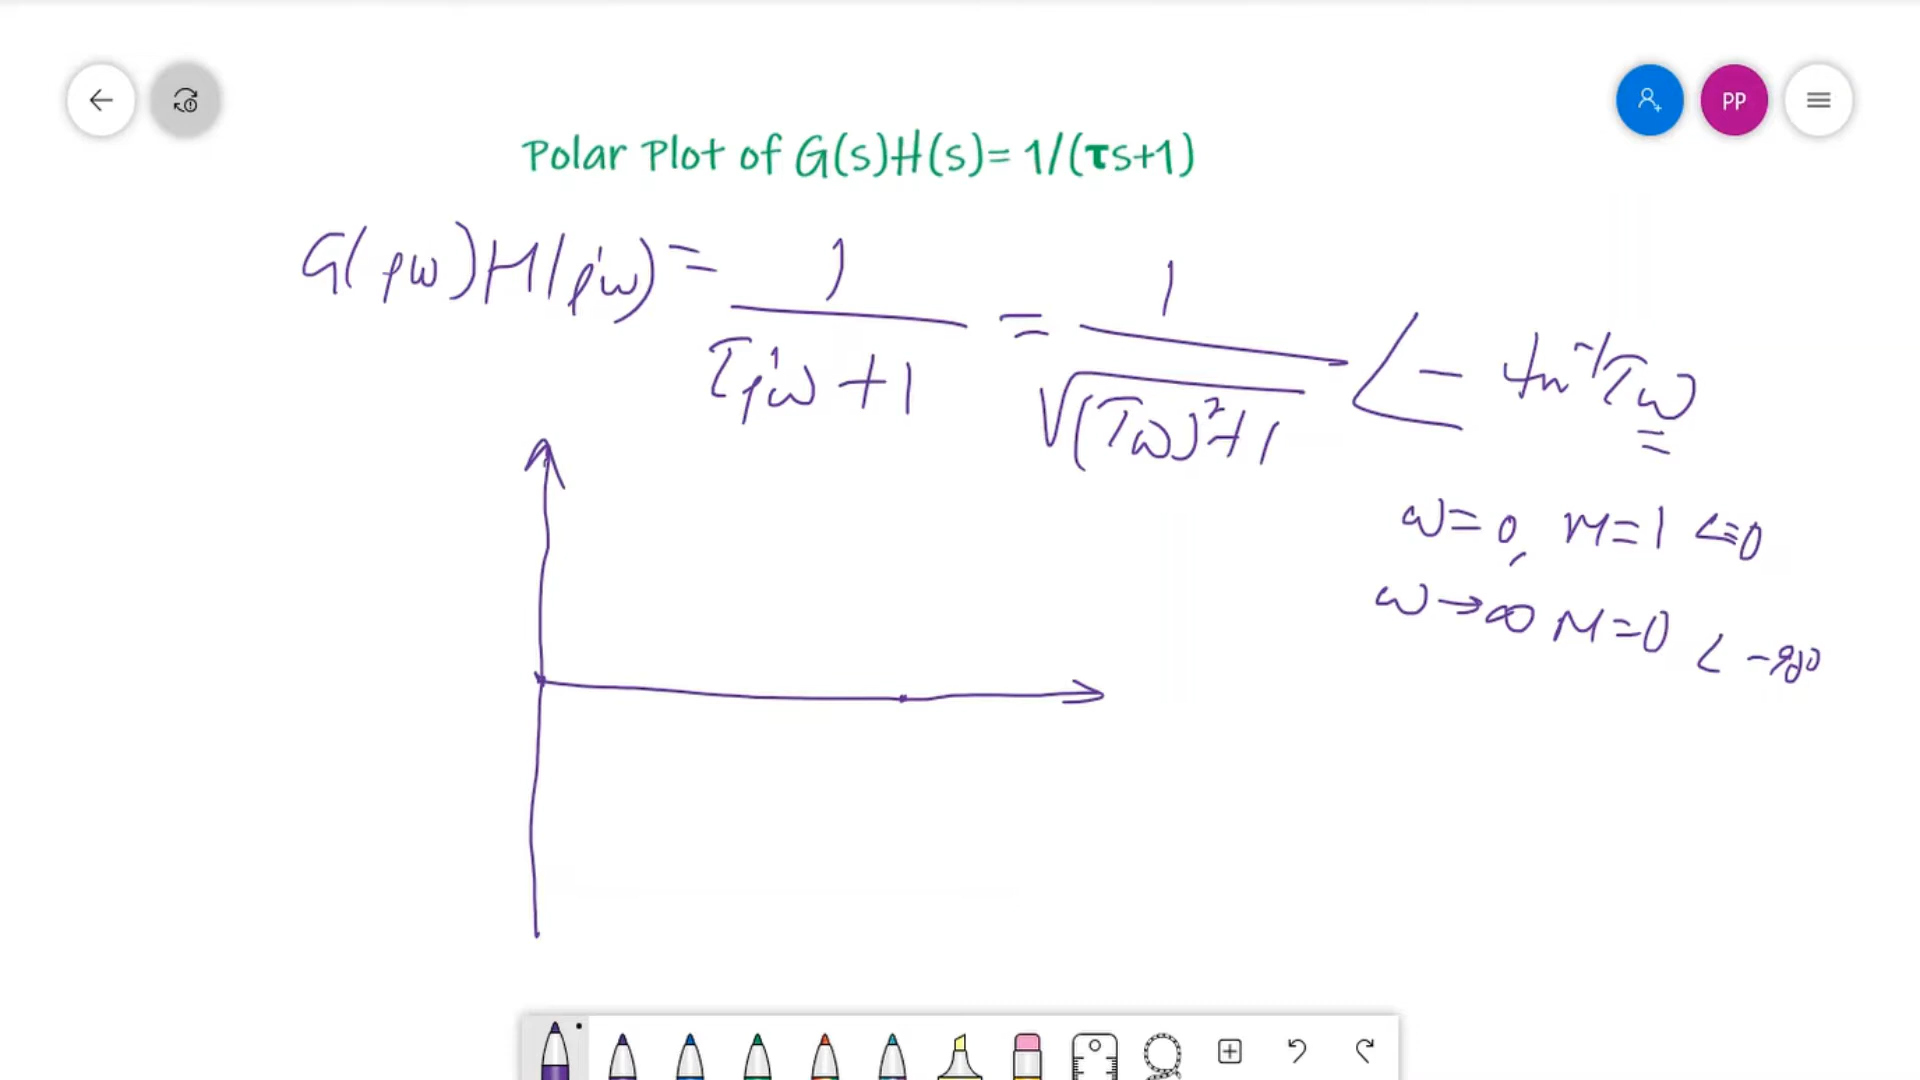 PP
Polar Plot of G(s)H(s)= 1/(τs+1)
G(jω)H(jω) = 1/(τjω+1) = 1/√((τω)²+1) ∠ - tan⁻¹τω
ω=0, M=1 ∠=0
ω→∞ M=0 ∠ -90°